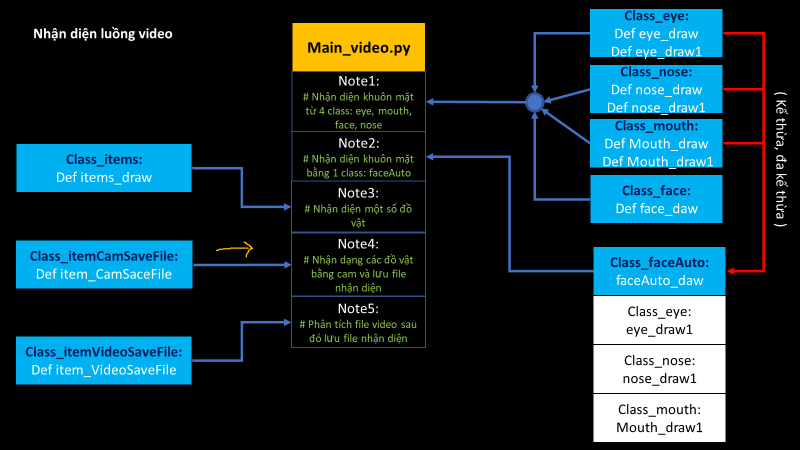 Nhận diện luồng video
Main_video.py
Note1:
# Nhận diện khuôn mặt
từ 4 class: eye, mouth,
face, nose
Note2:
# Nhận diện khuôn mặt
bằng 1 class: faceAuto
Note3:
# Nhận diện một số đồ
vật
Note4:
# Nhận dạng các đồ vật
bằng cam và lưu file
nhận diện
Note5:
# Phân tích file video sau
đó lưu file nhận diện
Class_items:
Def items_draw
Class_itemCamSaveFile:
Def item_CamSaceFile
Class_itemVideoSaveFile:
Def item_VideoSaveFile
Class_eye:
Def eye_draw
Def eye_draw1
Class_nose:
Def nose_draw
Def nose_draw1
Class_mouth:
Def Mouth_draw
Def Mouth_draw1
Class_face:
Def face_daw
( Kế thừa, đa kế thừa )
Class_faceAuto:
faceAuto_daw
Class_eye:
eye_draw1
Class_nose:
nose_draw1
Class_mouth:
Mouth_draw1